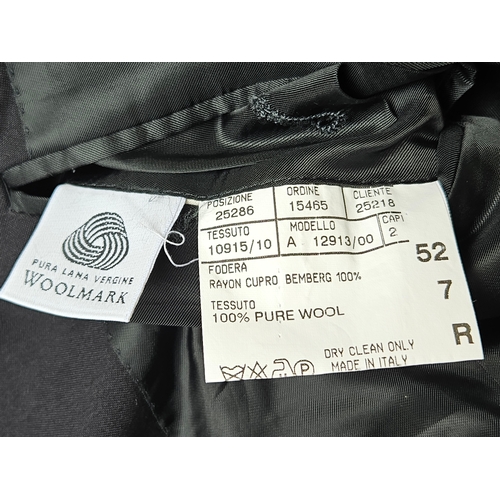 PURA LANA VERGINE
WOOLMARK
POSIZIONE ORDINE CLIENTE
25286 15465 25218
TESSUTO MODELLO CAPI
10915/10 A 12913/00 2
FODERA
RAYON CUPRO BEMBERG 100%
TESSUTO
100% PURE WOOL
52
7
R
DRY CLEAN ONLY
MADE IN ITALY
P